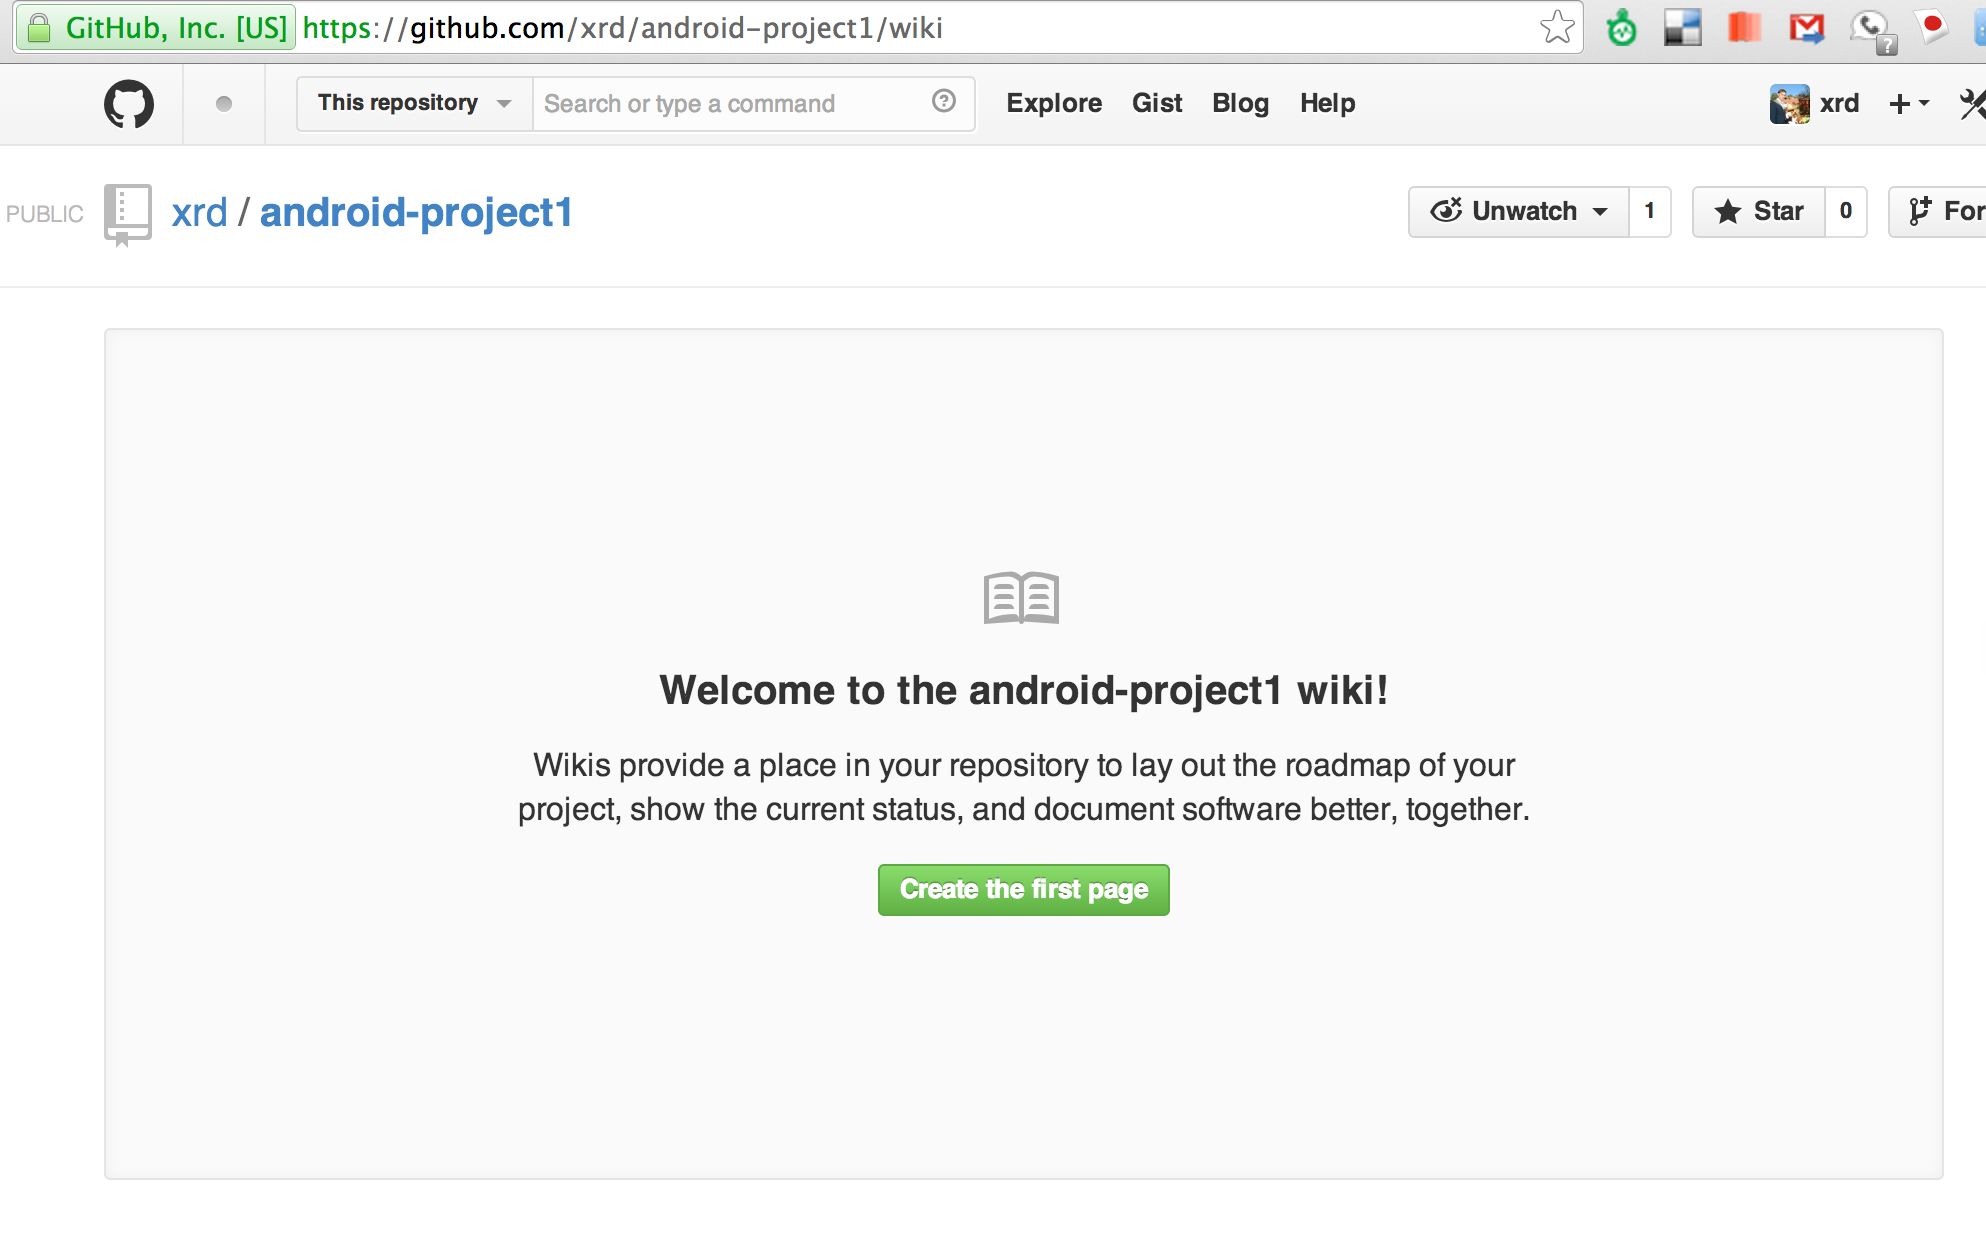 GitHub, Inc. [US] https://github.com/xrd/android-project1/wiki
This repository Search or type a command Explore Gist Blog Help xrd
PUBLIC xrd / android-project1 Unwatch 1 Star 0 For
Welcome to the android-project1 wiki!
Wikis provide a place in your repository to lay out the roadmap of your
project, show the current status, and document software better, together.
Create the first page